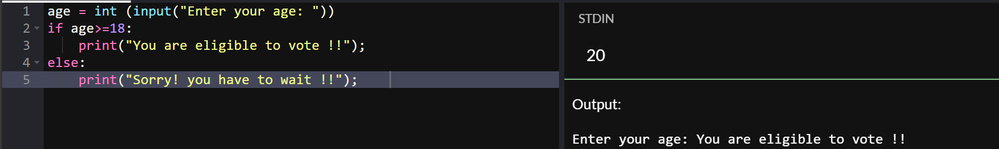 1 age = int (input("Enter your age: "))
2 if age>=18:
3     print("You are eligible to vote !!");
4 else:
5     print("Sorry! you have to wait !!");
STDIN
20
Output:
Enter your age: You are eligible to vote !!